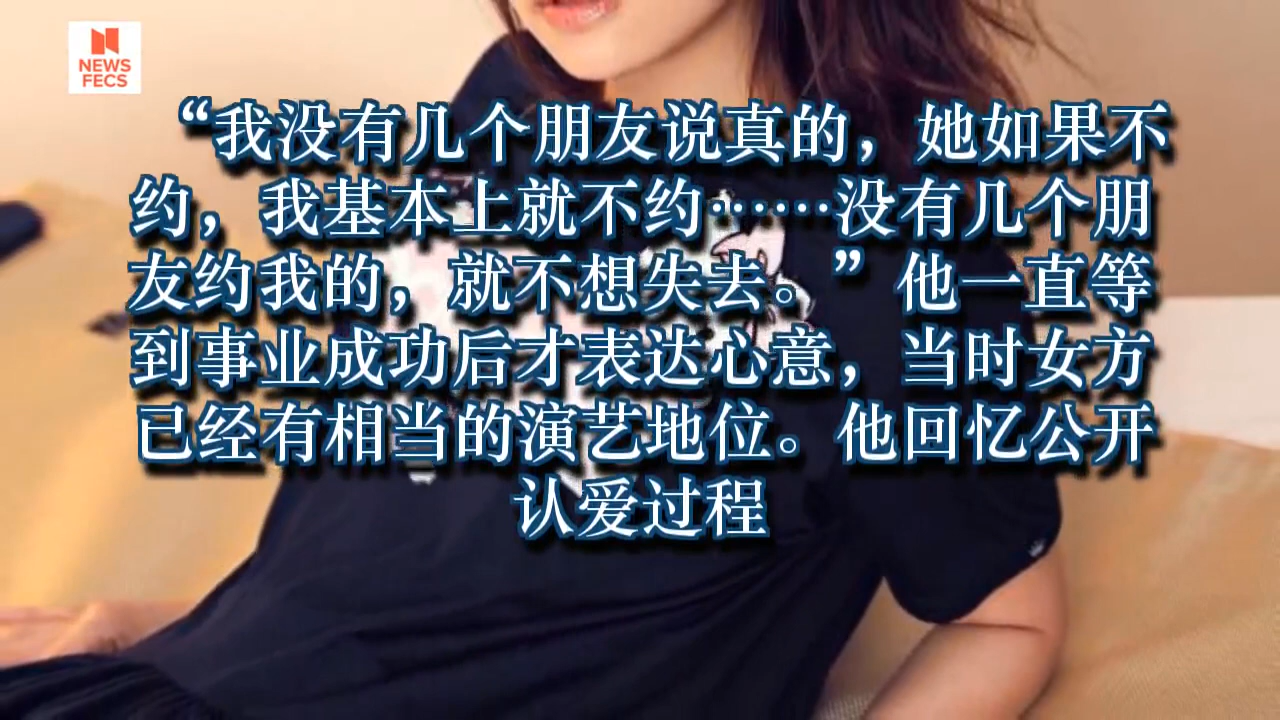 NEWS
FECS
“我没有几个朋友说真的，她如果不
约，我基本上就不约……没有几个朋
友约我的，就不想失去。”他一直等
到事业成功后才表达心意，当时女方
已经有相当的演艺地位。他回忆公开
认爱过程